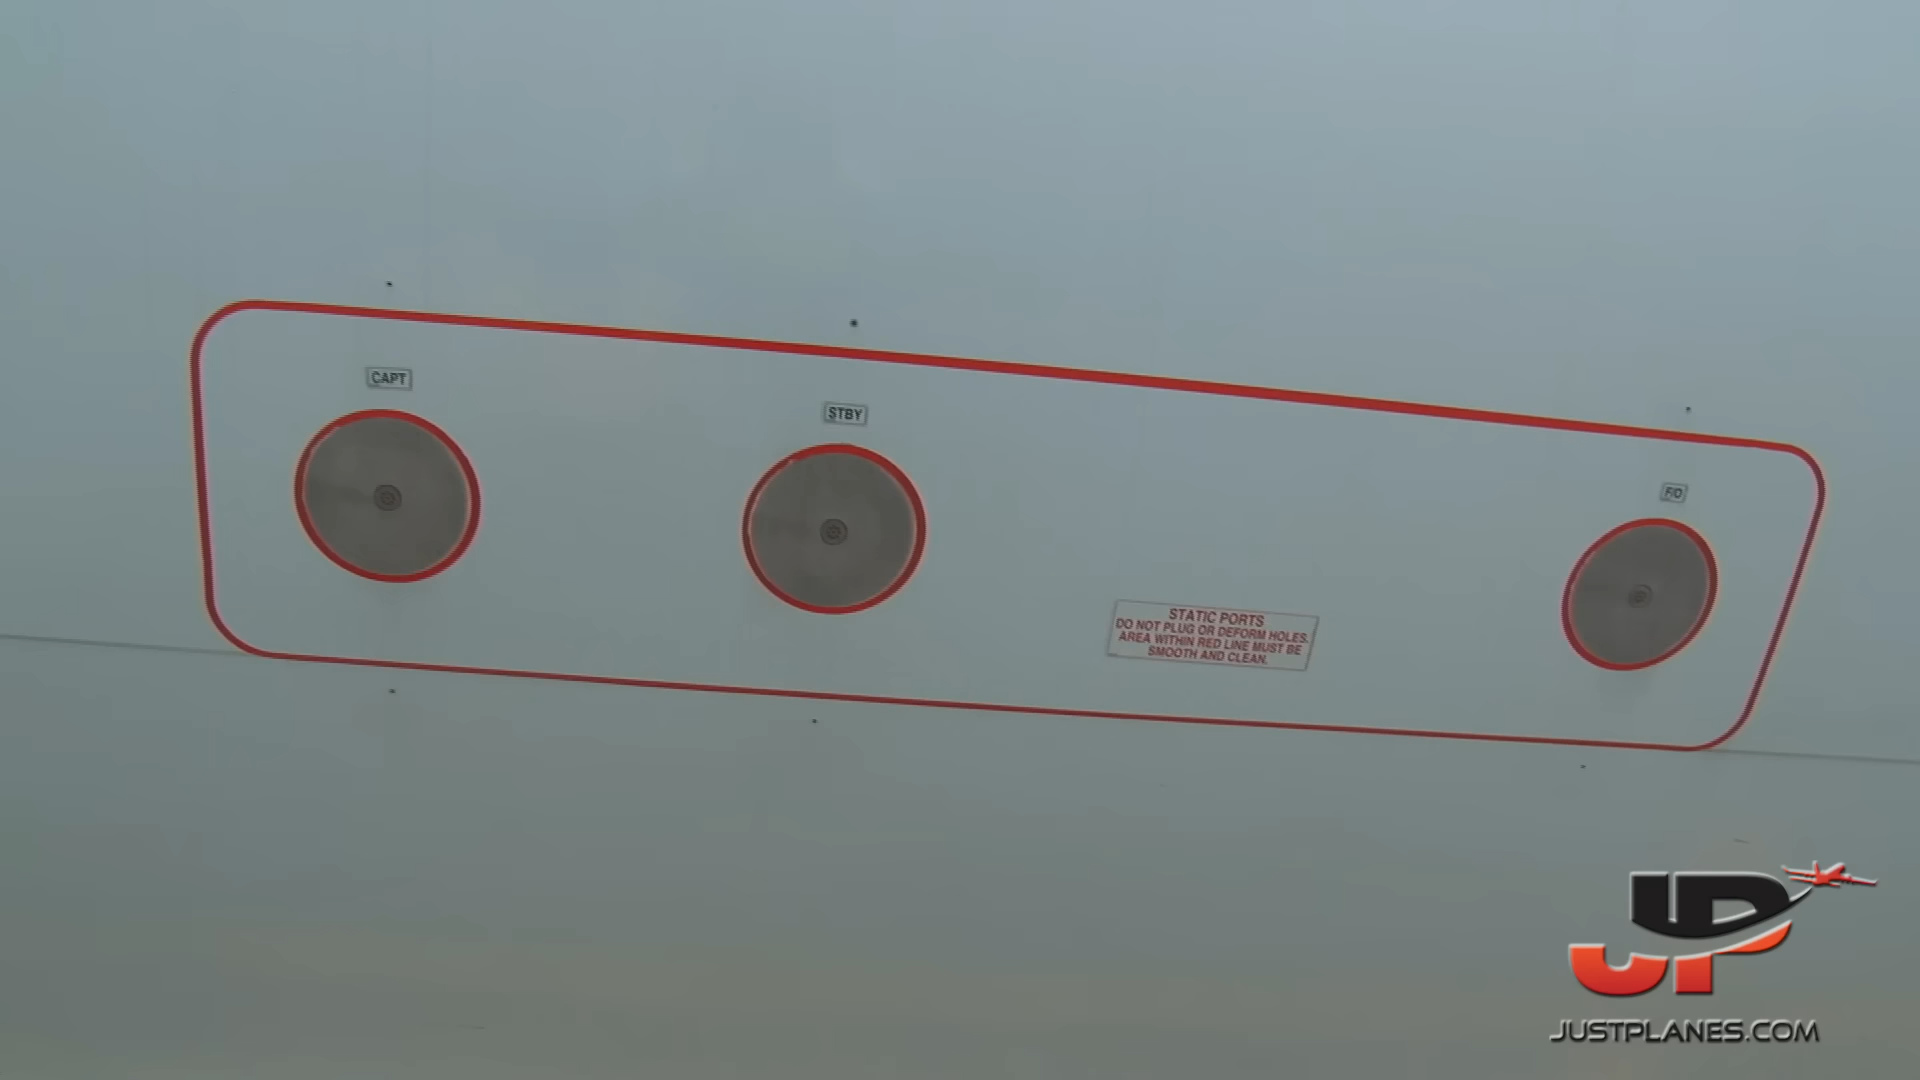 CAPT
STBY
F/O
STATIC PORTS
DO NOT PLUG OR DEFORM HOLES.
AREA WITHIN RED LINE MUST BE
SMOOTH AND CLEAN.
JP
JUSTPLANES.COM